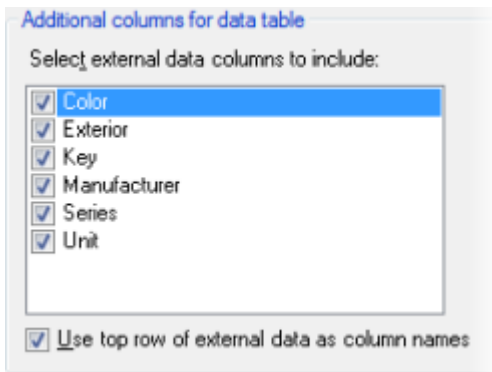 Additional columns for data table
Select external data columns to include:
Color
Exterior
Key
Manufacturer
Series
Unit
Use top row of external data as column names